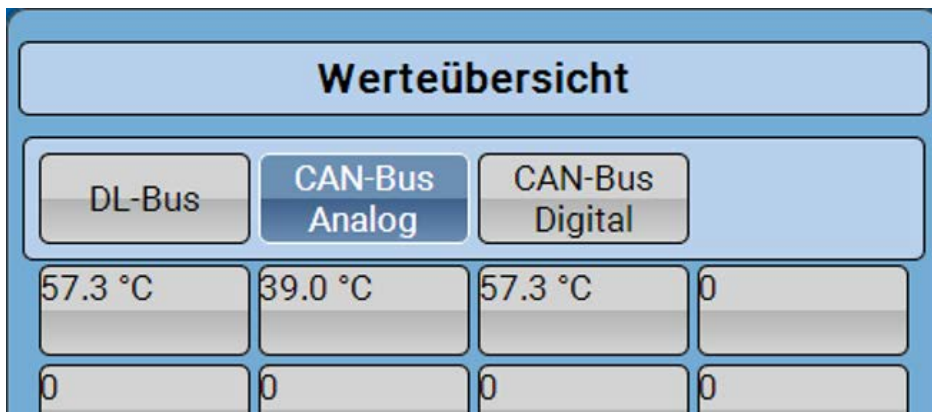 Werteübersicht
DL-Bus
CAN-Bus
Analog
CAN-Bus
Digital
57.3 °C
39.0 °C
57.3 °C
0
0
0
0
0